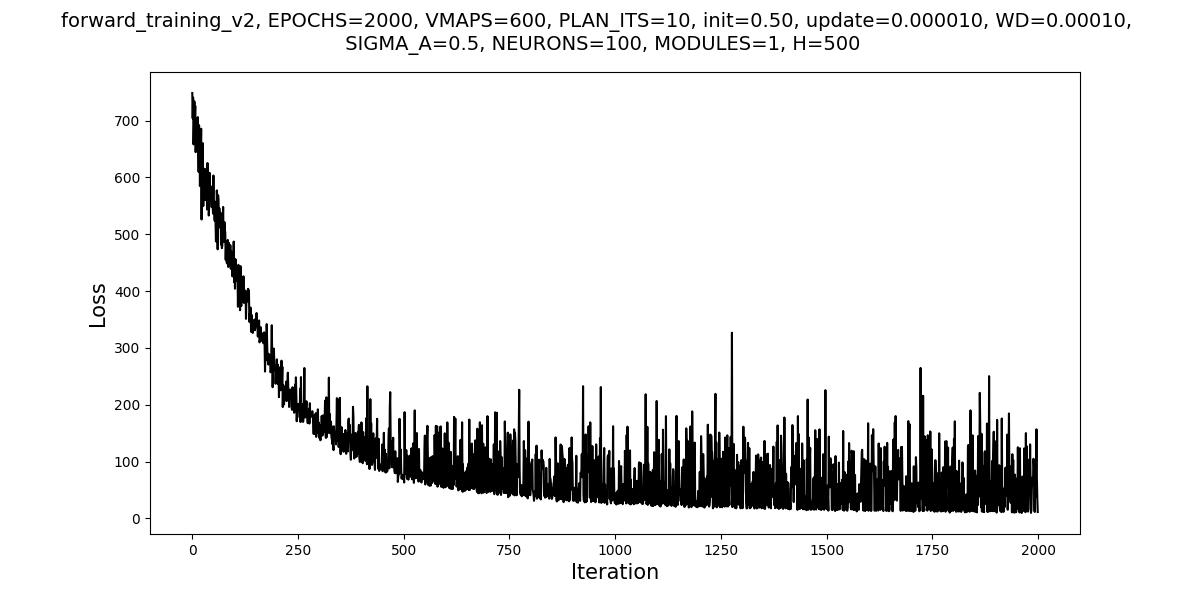 forward_training_v2, EPOCHS=2000, VMAPS=600, PLAN_ITS=10, init=0.50, update=0.000010, WD=0.00010,
SIGMA_A=0.5, NEURONS=100, MODULES=1, H=500
700
600
500
400
300
200
100
0
Loss
0 250 500 750 1000 1250 1500 1750 2000
Iteration